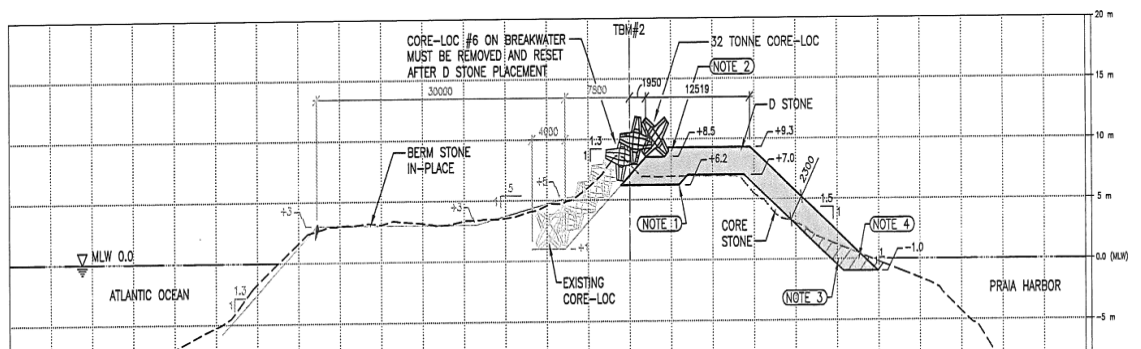 20 m
15 m
10 m
5 m
0.0 (MLW)
-5 m
TBM#2
CORE-LOC #6 ON BREAKWATER
MUST BE REMOVED AND RESET
AFTER D STONE PLACEMENT
32 TONNE CORE-LOC
NOTE 2
1950
12519
30000
4000
D STONE
+8.5
+9.3
+6.2
+7.0
1.3
1
BERM STONE
IN-PLACE
5
1
+3
+3
+1
2300
1.5
1
NOTE 1
CORE
STONE
NOTE 4
1
-1.0
NOTE 3
MLW 0.0
ATLANTIC OCEAN
1.3
1
EXISTING
CORE-LOC
PRAIA HARBOR